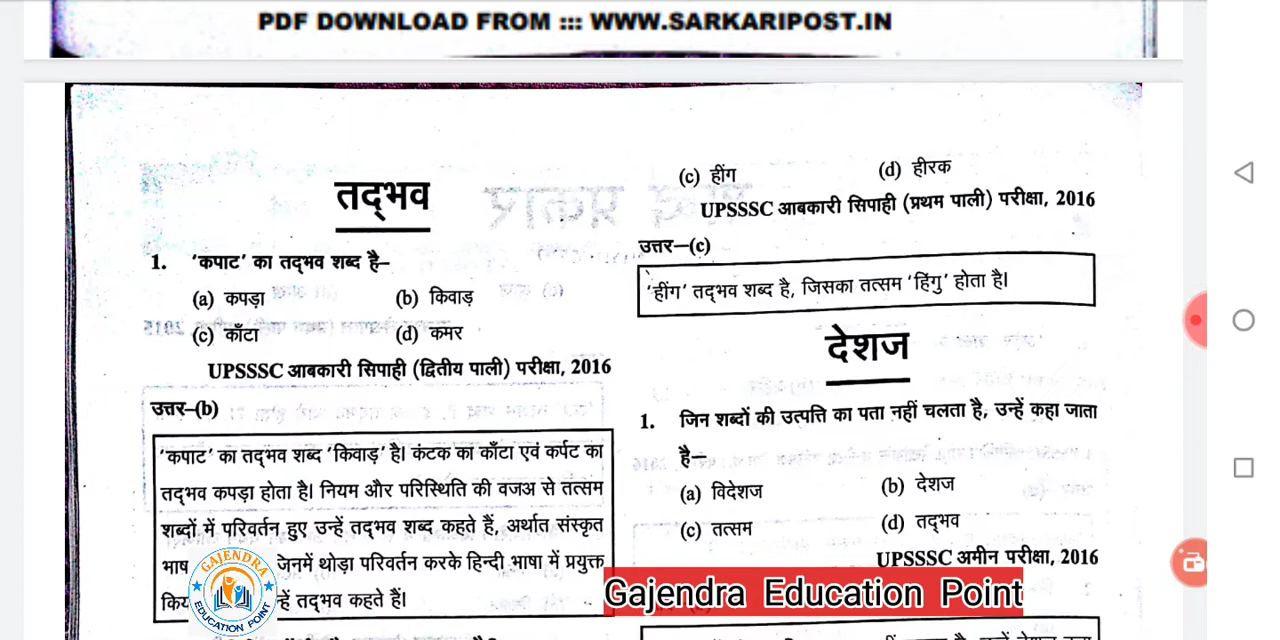 PDF DOWNLOAD FROM ::: WWW.SARKARIPOST.IN
तद्‌भव
1. 'कपाट' का तद्‌भव शब्द है–
(a) कपड़ा (b) किवाड़
(c) काँटा (d) कमर
UPSSSC आबकारी सिपाही (द्वितीय पाली) परीक्षा, 2016
उत्तर–(b)
'कपाट' का तद्‌भव शब्द 'किवाड़' है। कंटक का काँटा एवं कर्पट का
तद्‌भव कपड़ा होता है। नियम और परिस्थिति की वजअ से तत्सम
शब्दों में परिवर्तन हुए उन्हें तद्‌भव शब्द कहते हैं, अर्थात संस्कृत
भाष जिनमें थोड़ा परिवर्तन करके हिन्दी भाषा में प्रयुक्त
किय न्हें तद्‌भव कहते हैं।
(c) हींग (d) हीरक
UPSSSC आबकारी सिपाही (प्रथम पाली) परीक्षा, 2016
उत्तर–(c)
'हींग' तद्‌भव शब्द है, जिसका तत्सम 'हिंगु' होता है।
देशज
1. जिन शब्दों की उत्पत्ति का पता नहीं चलता है, उन्हें कहा जाता
है–
(a) विदेशज (b) देशज
(c) तत्सम (d) तद्‌भव
UPSSSC अमीन परीक्षा, 2016
GAJENDRA
EDUCATION POINT
Gajendra Education Point